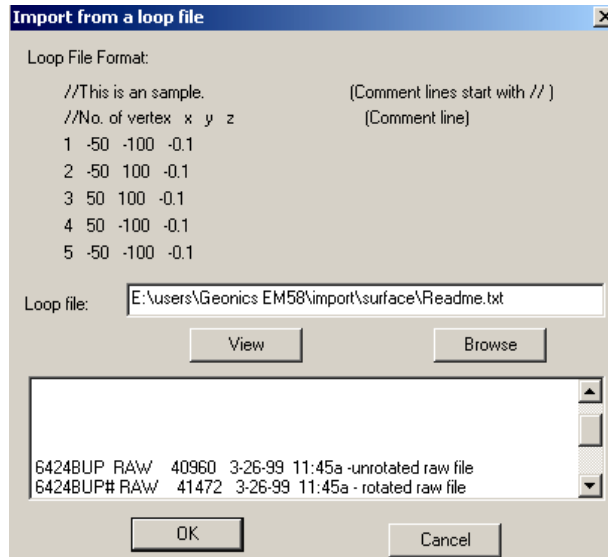 Import from a loop file
Loop File Format:
//This is an sample. (Comment lines start with // )
//No. of vertex x y z (Comment line)
1 -50 -100 -0.1
2 -50 100 -0.1
3 50 100 -0.1
4 50 -100 -0.1
5 -50 -100 -0.1
Loop file: E:\users\Geonics EM58\import\surface\Readme.txt
View Browse
6424BUP RAW 40960 3-26-99 11:45a -unrotated raw file
6424BUP# RAW 41472 3-26-99 11:45a - rotated raw file
OK Cancel